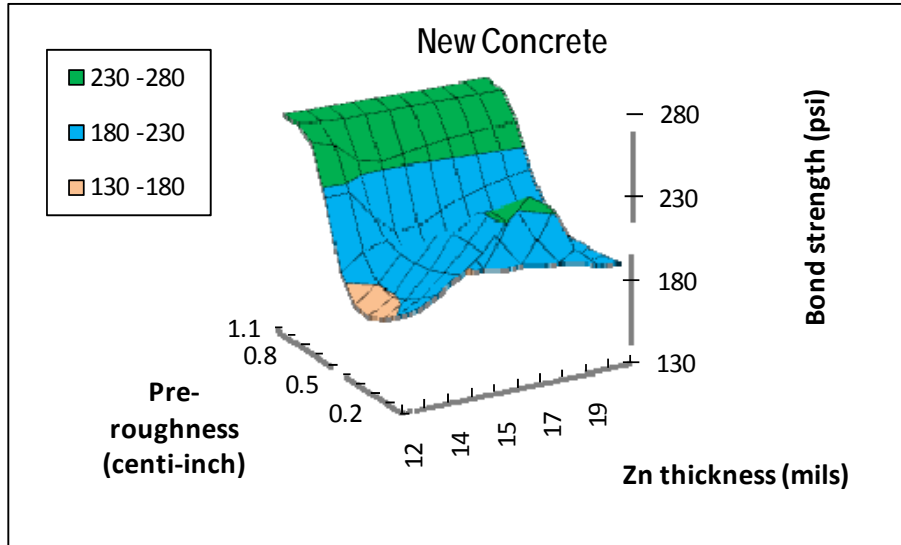 New Concrete
230 -280
180 -230
130 -180
280
230
180
130
Bond strength (psi)
1.1
0.8
0.5
0.2
Pre-
roughness
(centi-inch)
12
14
15
17
19
Zn thickness (mils)